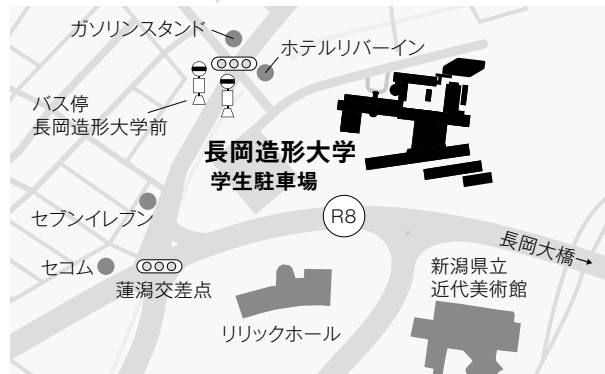 ガソリンスタンド
ホテルリバーイン
バス停
長岡造形大学前
長岡造形大学
学生駐車場
セブンイレブン
R8
長岡大橋→
セコム
蓮潟交差点
新潟県立
近代美術館
リリックホール